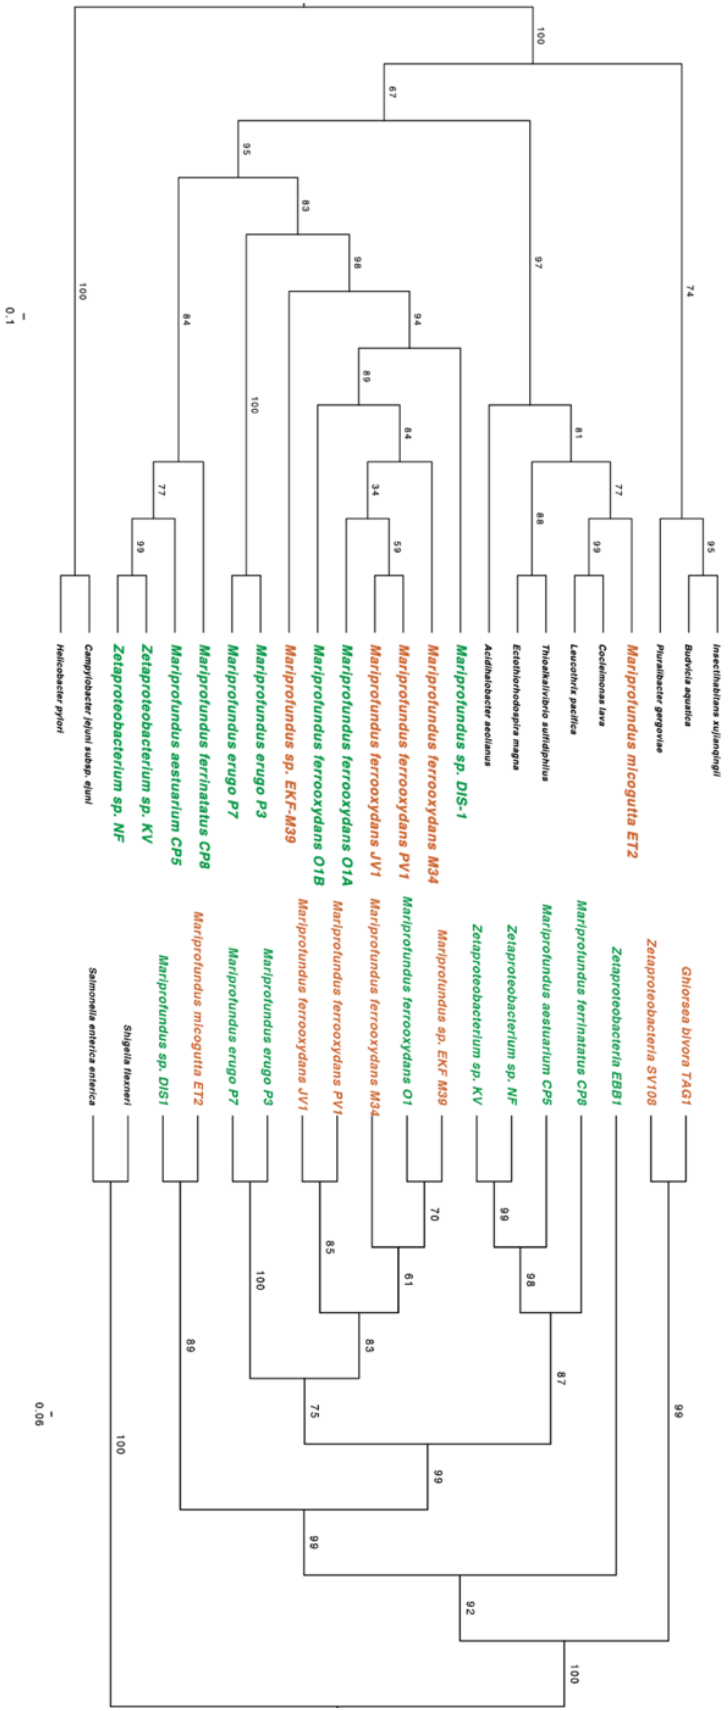 100
100
67
74
95
97
83
98
84
100
94
89
84
34
59
81
77
88
99
95
77
99
0.1
Insectihabitans xujianqingii
Budvicia aquatica
Pluralibacter gergoviae
Mariprofundus micogutta ET2
Cocleimonas lava
Leucothrix pacifica
Thioalkalivibrio sulfidiphilus
Ectothiorhodospira magna
Acidihalobacter aeolianus
Mariprofundus sp. DIS-1
Mariprofundus ferrooxydans M34
Mariprofundus ferrooxydans PV1
Mariprofundus ferrooxydans JV1
Mariprofundus ferrooxydans O1A
Mariprofundus ferrooxydans O1B
Mariprofundus sp. EKF-M39
Mariprofundus erugo P3
Mariprofundus erugo P7
Mariprofundus ferrinatatus CP8
Mariprofundus aestuarium CP5
Zetaproteobacterium sp. KV
Zetaproteobacterium sp. NF
Campylobacter jejuni subsp. ejuni
Helicobacter pylori
Ghiorsea bivora TAG1
Zetaproteobacteria SV108
Zetaproteobacteria EBB1
Mariprofundus ferrinatatus CP8
Mariprofundus aestuarium CP5
Zetaproteobacterium sp. NF
Zetaproteobacterium sp. KV
Mariprofundus sp. EKF M39
Mariprofundus ferrooxydans O1
Mariprofundus ferrooxydans M34
Mariprofundus ferrooxydans PV1
Mariprofundus ferrooxydans JV1
Mariprofundus erugo P3
Mariprofundus erugo P7
Mariprofundus micogutta ET2
Mariprofundus sp. DIS1
Shigella flexneri
Salmonella enterica enterica
99
99
98
87
70
61
85
83
100
75
99
89
99
92
100
100
0.06